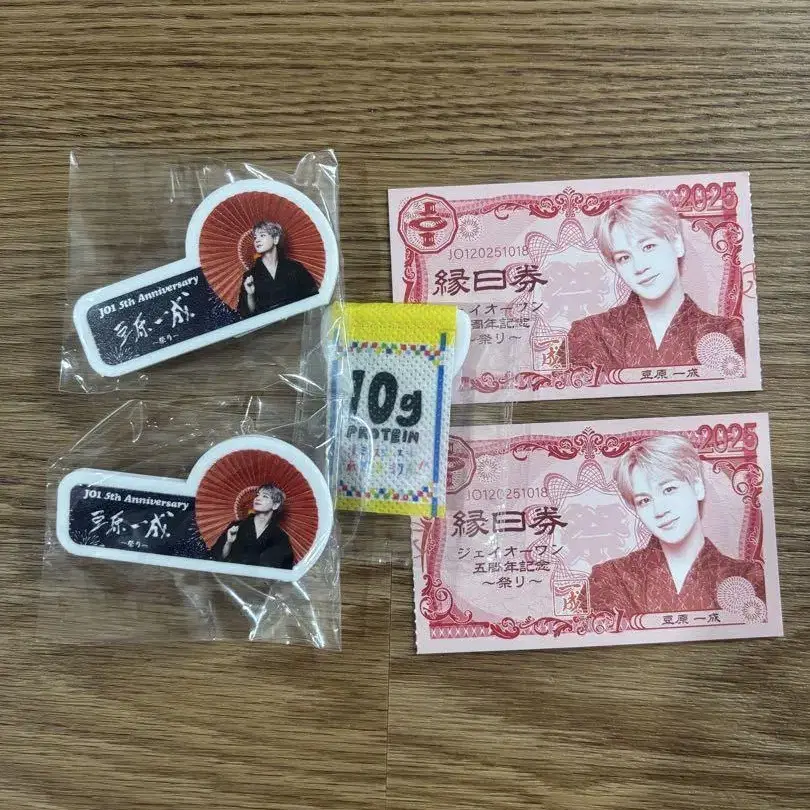 JO1 5th Anniversary
豆原一成
〜祭り〜
JO1 5th Anniversary
豆原一成
〜祭り〜
10g
PROTEIN
2025
JO120251018
縁日券
ジェイオーワン
周年記念
〜祭り〜
豆原 一成
2025
JO120251018
縁日券
ジェイオーワン
五周年記念
〜祭り〜
豆原 一成